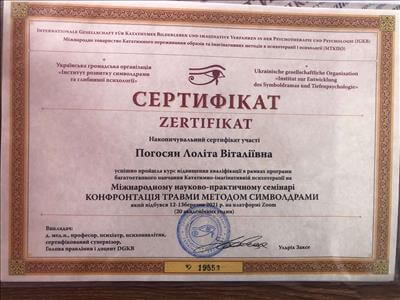 INTERNATIONALE GESELLSCHAFT FÜR KATATHYMES BILDERLEBEN UND IMAGINATIVE VERFAHREN IN DER PSYCHOTHERAPIE UND PSYCHOLOGIE (IGKB)
Міжнародне товариство Кататимного переживання образів та імагінативних методів в психотерапії і психології (МТКПО)
Українська громадська організація
«Інститут розвитку символдрами
та глибинної психології»
Ukrainische gesellschaftliche Organisation
«Institut zur Entwicklung
des Symboldramas und Tiefenpsychologie»
СЕРТИФІКАТ
ZERTIFIKAT
Накопичувальний сертифікат участі
Погосян Лоліта Віталіївна
успішно пройшла курс підвищення кваліфікації в рамках програми
багатоступеневого навчання Кататимно-імагінативної психотерапії на
Міжнародному науково-практичному семінарі
КОНФРОНТАЦІЯ ТРАВМИ МЕТОДОМ СИМВОЛДРАМИ
який відбувся 12-13 2021 р. на платформі Zoom
(20 академічних годин)
Викладач:
д. мед.н., професор, психіатр, психоаналітик,
сертифікований супервізор,
Голова правління і доцент DGKB
Ульріх Заксе
№ 19553